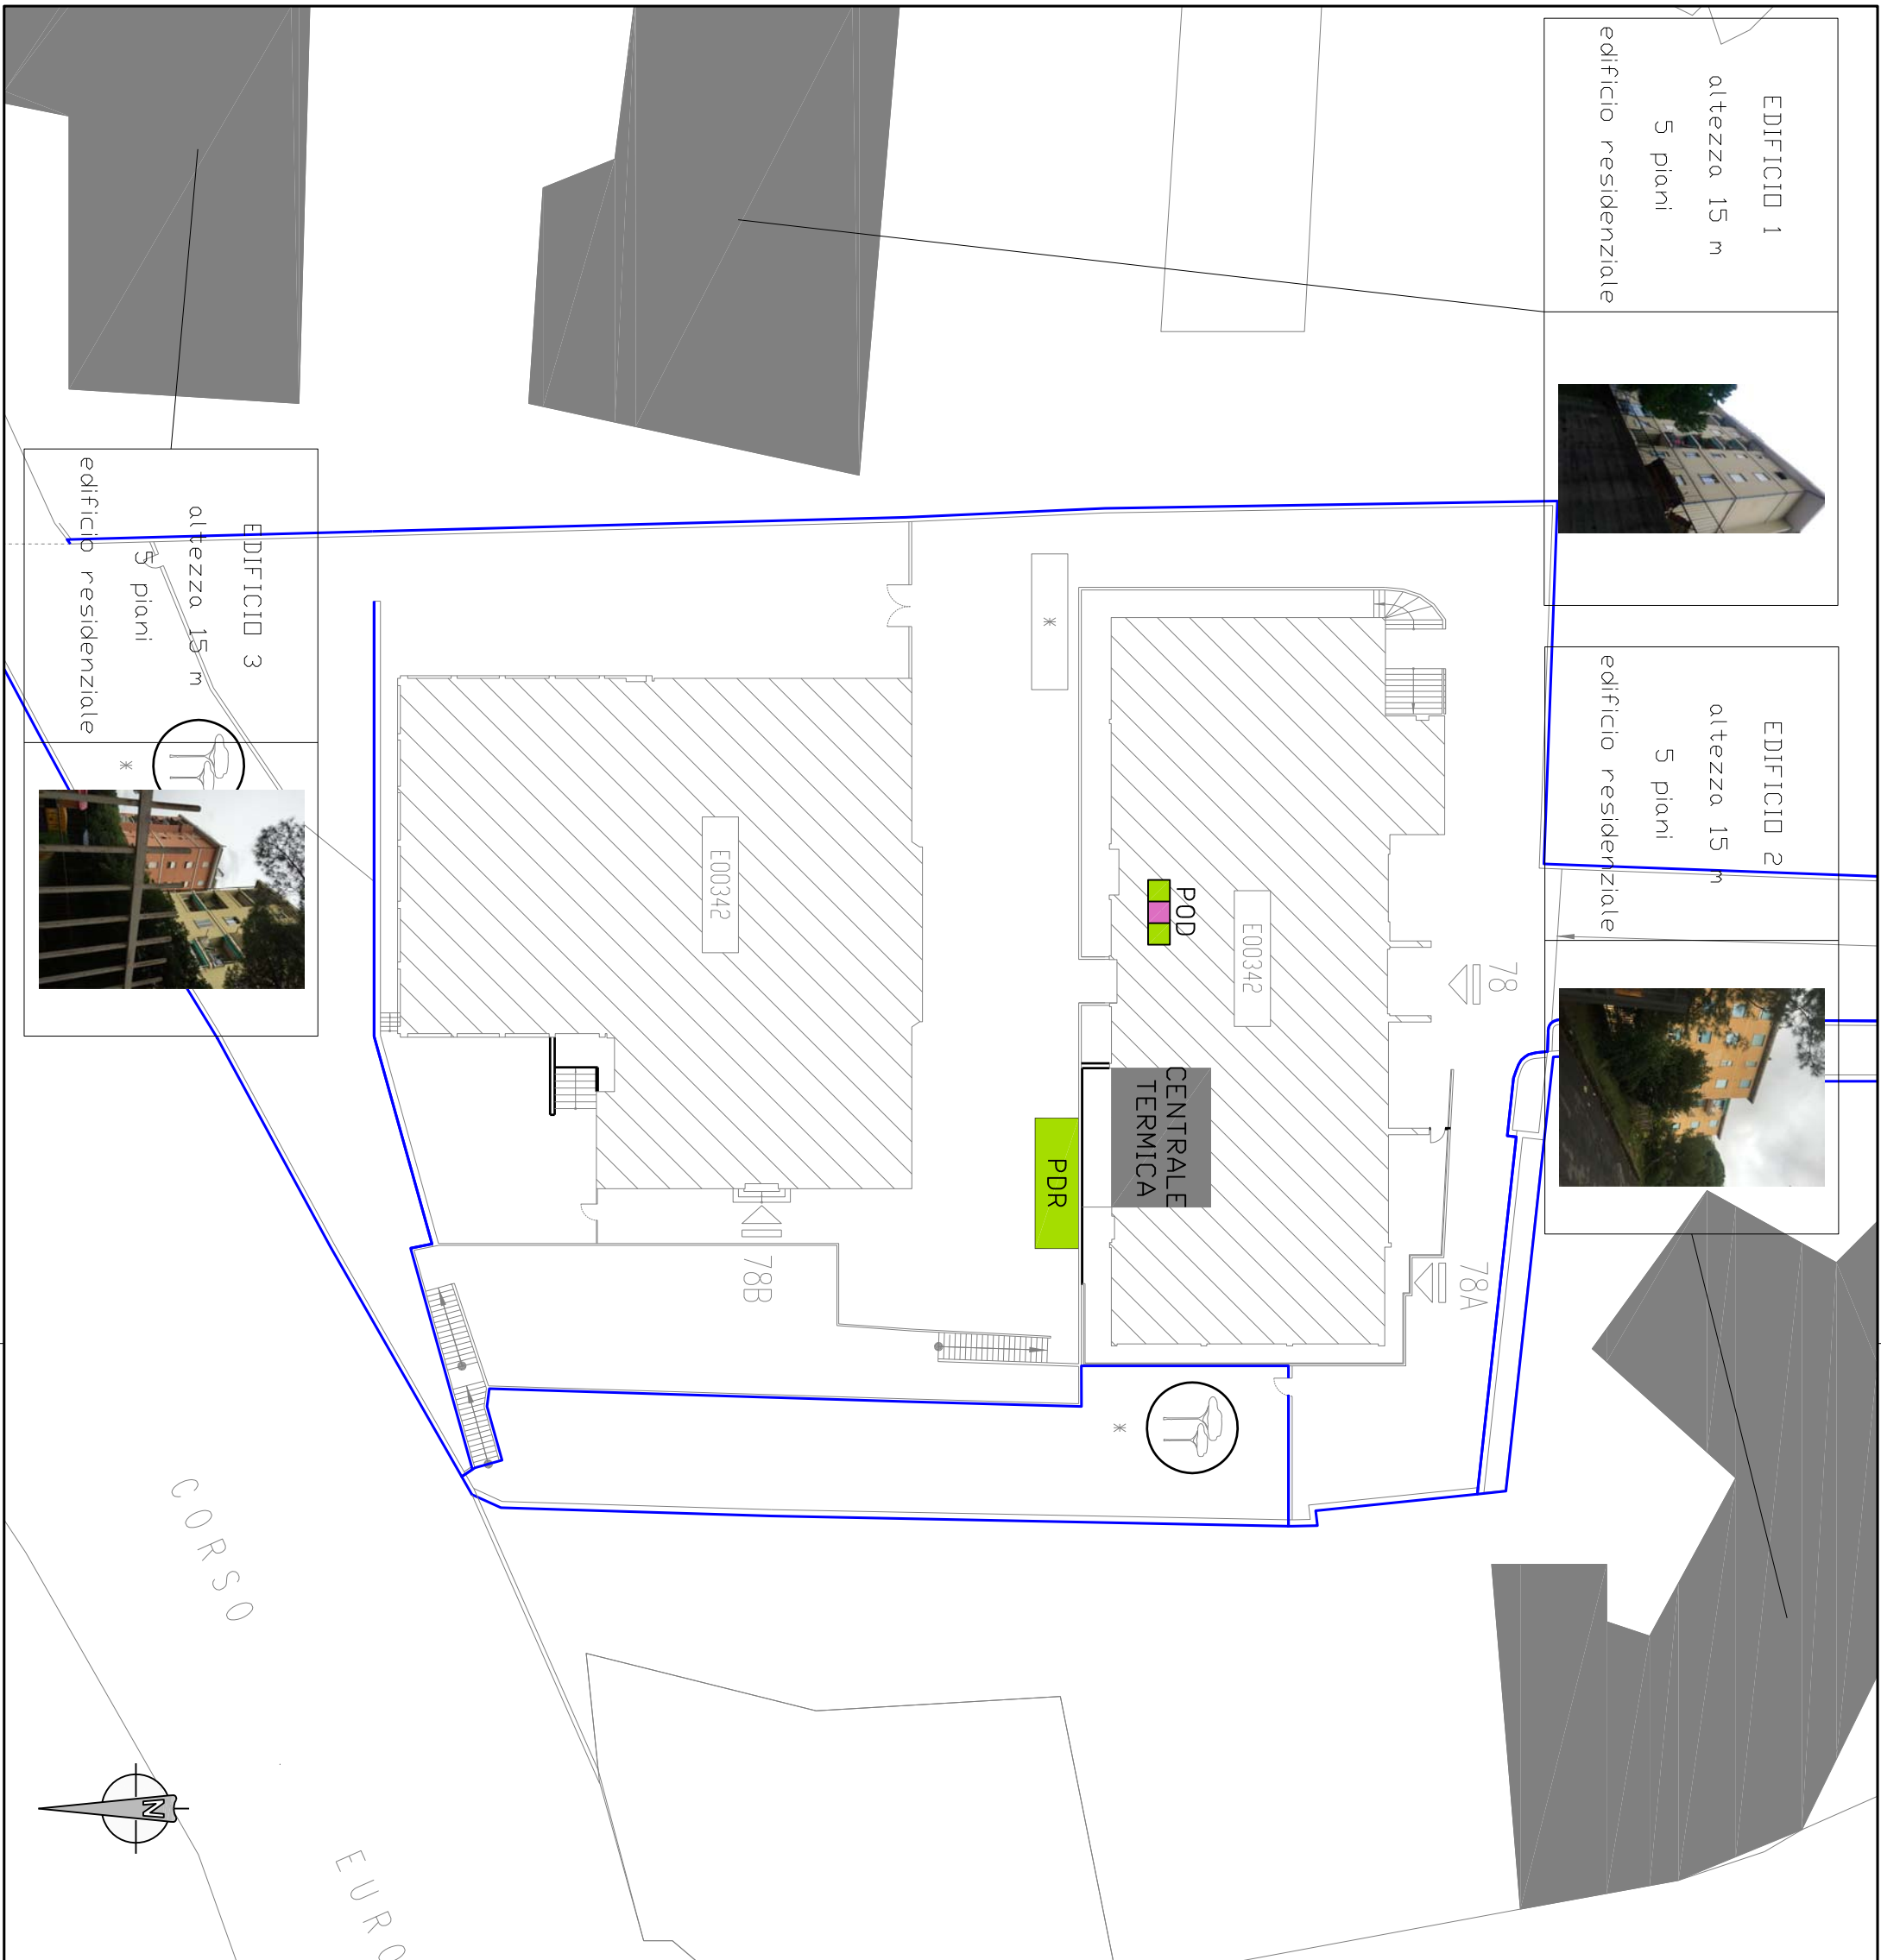 EDIFICIO 1
altezza 15 m
5 piani
edificio residenziale
EDIFICIO 2
altezza 15 m
5 piani
edificio residenziale
78
78A
E00342
POD
CENTRALE
TERMICA
*
PDR
*
78B
E00342
EDIFICIO 3
altezza 15 m
5 piani
edificio residenziale
*
CORSO
EURO
N